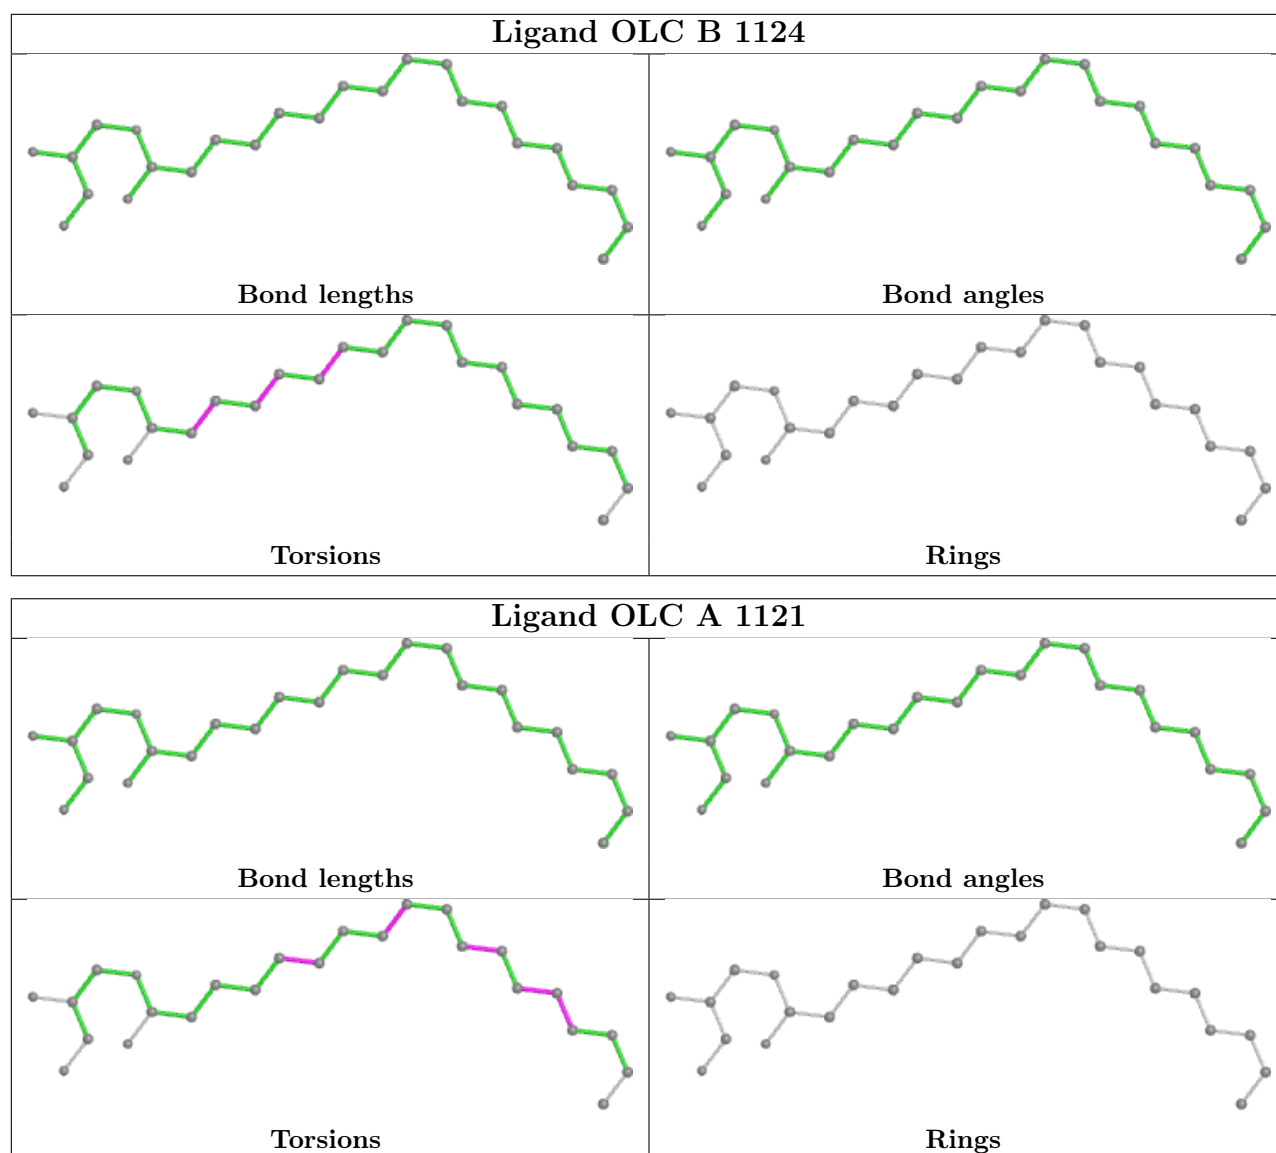 Ligand OLC B 1124
Bond lengths
Bond angles
Torsions
Rings
Ligand OLC A 1121
Bond lengths
Bond angles
Torsions
Rings